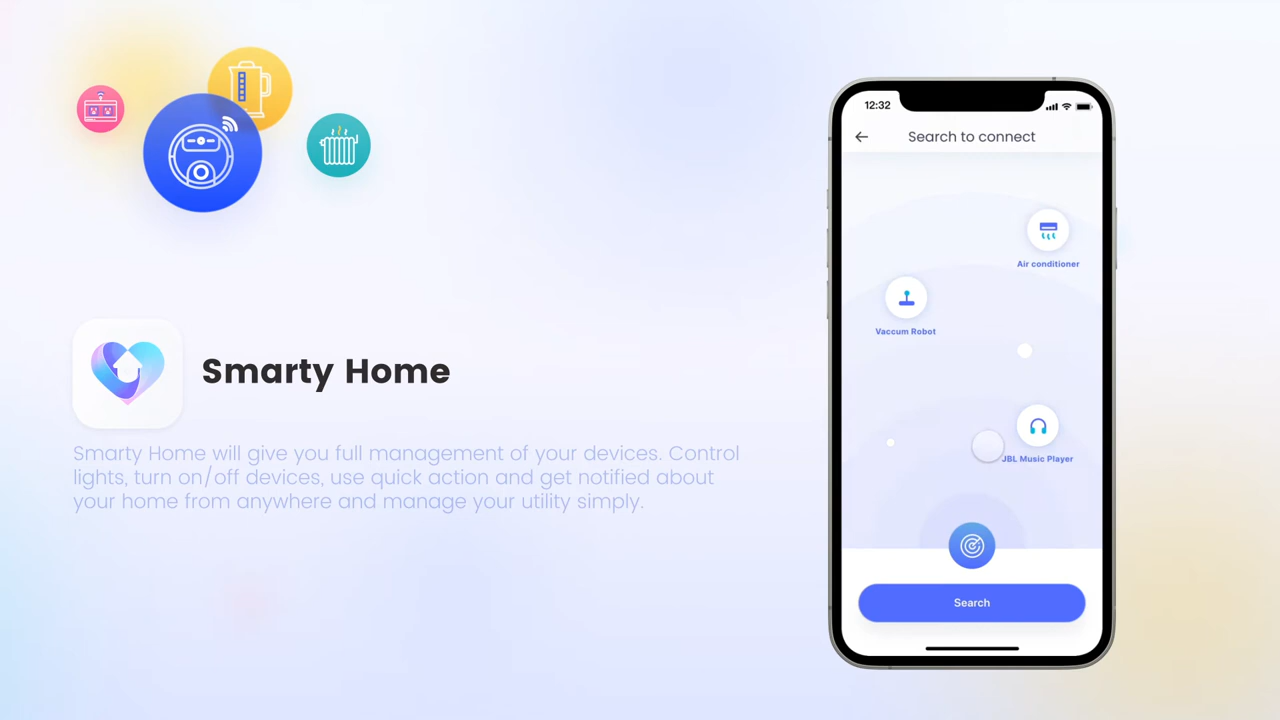 Smarty Home
Smarty Home will give you full management of your devices. Control
lights, turn on/off devices, use quick action and get notified about
your home from anywhere and manage your utility simply.
12:32
Search to connect
Air conditioner
Vaccum Robot
JBL Music Player
Search